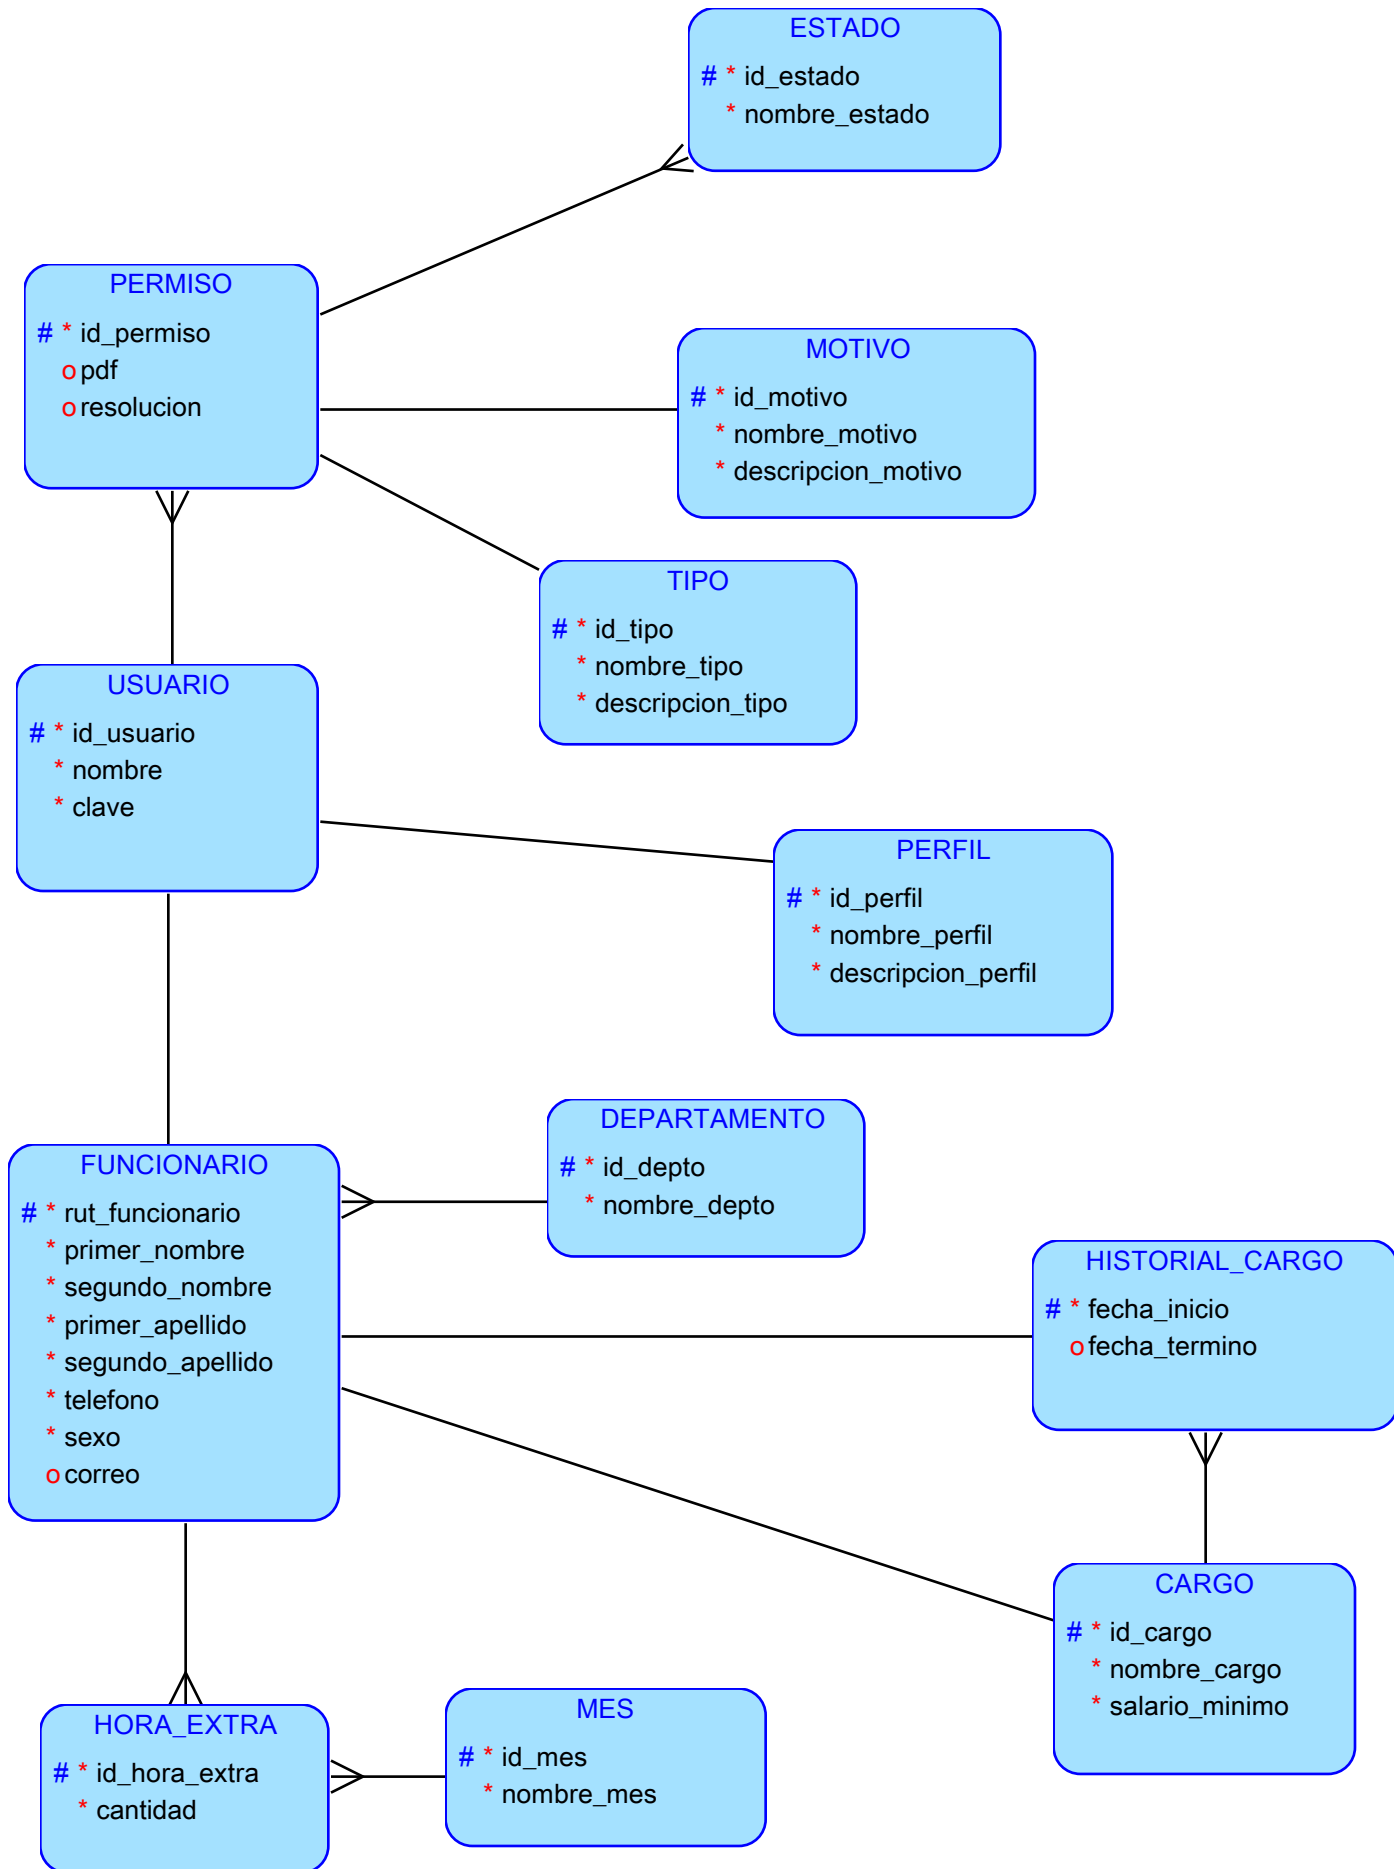 ESTADO
# * id_estado
* nombre_estado
PERMISO
# * id_permiso
o pdf
o resolucion
MOTIVO
# * id_motivo
* nombre_motivo
* descripcion_motivo
TIPO
# * id_tipo
* nombre_tipo
* descripcion_tipo
USUARIO
# * id_usuario
* nombre
* clave
PERFIL
# * id_perfil
* nombre_perfil
* descripcion_perfil
DEPARTAMENTO
# * id_depto
* nombre_depto
FUNCIONARIO
# * rut_funcionario
* primer_nombre
* segundo_nombre
* primer_apellido
* segundo_apellido
* telefono
* sexo
o correo
HISTORIAL_CARGO
# * fecha_inicio
o fecha_termino
CARGO
# * id_cargo
* nombre_cargo
* salario_minimo
HORA_EXTRA
# * id_hora_extra
* cantidad
MES
# * id_mes
* nombre_mes